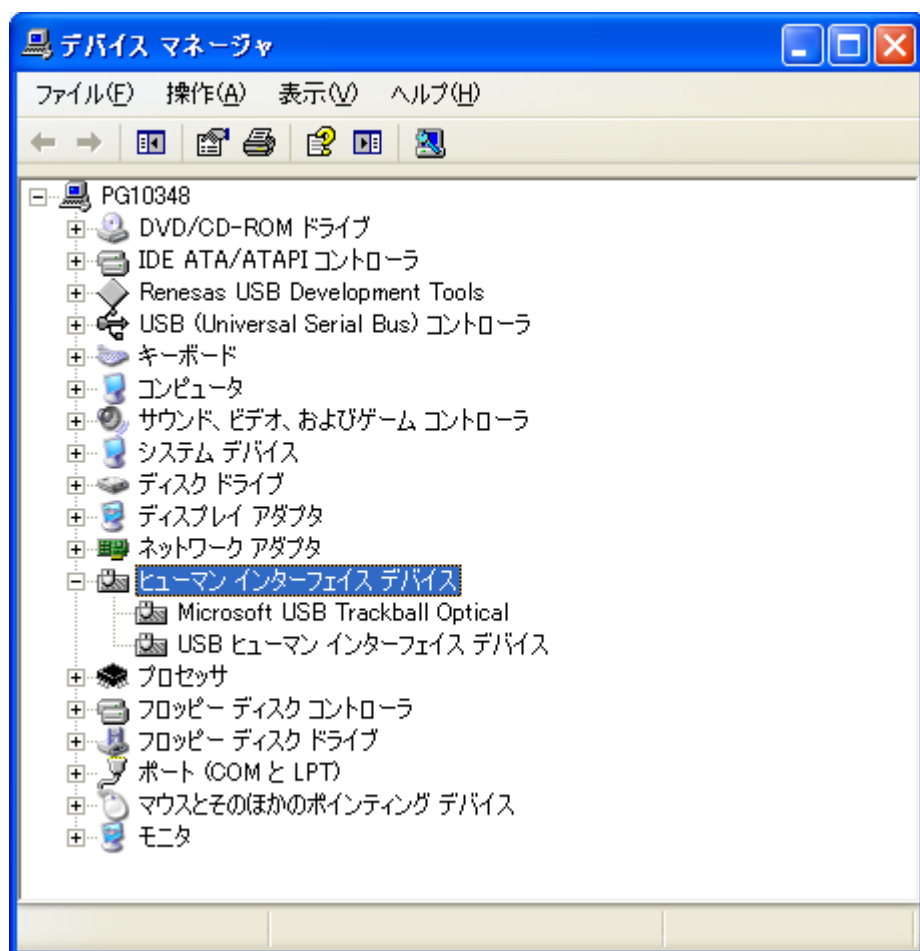 デバイス マネージャ
ファイル(F) 操作(A) 表示(V) ヘルプ(H)
PG10348
DVD/CD-ROM ドライブ
IDE ATA/ATAPI コントローラ
Renesas USB Development Tools
USB (Universal Serial Bus) コントローラ
キーボード
コンピュータ
サウンド、ビデオ、およびゲーム コントローラ
システム デバイス
ディスク ドライブ
ディスプレイ アダプタ
ネットワーク アダプタ
ヒューマン インターフェイス デバイス
Microsoft USB Trackball Optical
USB ヒューマン インターフェイス デバイス
プロセッサ
フロッピー ディスク コントローラ
フロッピー ディスク ドライブ
ポート (COM と LPT)
マウスとそのほかのポインティング デバイス
モニタ